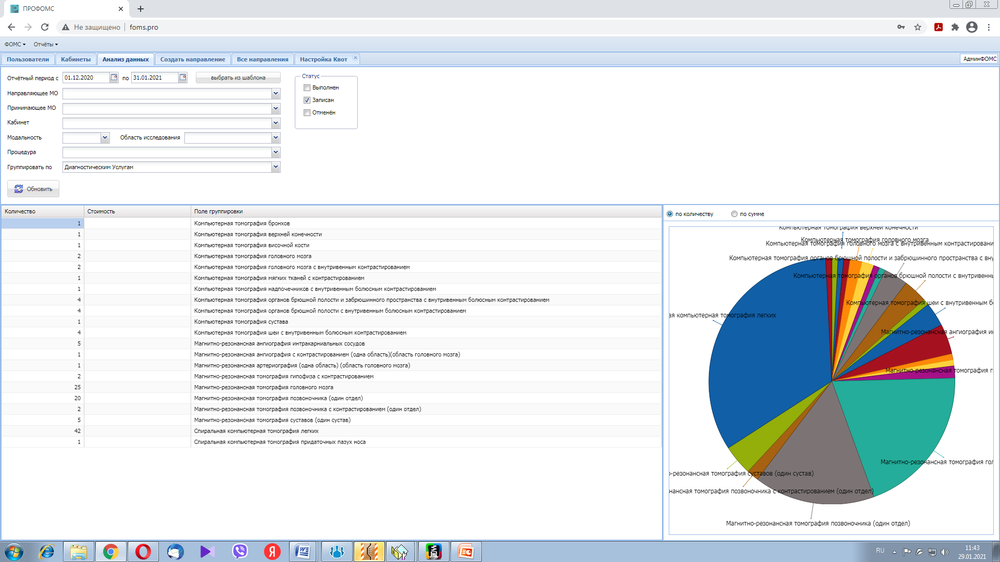 ПРОФОМС
Не защищено
foms.pro
ФОМС
Отчёты
Пользователи
Кабинеты
Анализ данных
Создать направление
Все направления
Настройка Квот
АдминФОМС
Отчётный период с 01.12.2020 по 31.01.2021 выбрать из шаблона
Направляющее МО
Принимающее МО
Кабинет
Модальность Область исследования
Процедура
Группировать по Диагностическим Услугам
Обновить
Статус
Выполнен
Записан
Отменён
Количество Стоимость Поле группировки
1 Компьютерная томография бронхов
1 Компьютерная томография верхней конечности
1 Компьютерная томография височной кости
2 Компьютерная томография головного мозга
2 Компьютерная томография головного мозга с внутривенным контрастированием
1 Компьютерная томография мягких тканей с контрастированием
1 Компьютерная томография надпочечников с внутривенным болюсным контрастированием
4 Компьютерная томография органов брюшной полости и забрюшинного пространства с внутривенным болюсным контрастированием
4 Компьютерная томография органов брюшной полости с внутривенным болюсным контрастированием
1 Компьютерная томография сустава
4 Компьютерная томография шеи с внутривенным болюсным контрастированием
5 Магнитно-резонансная ангиография интракарниальных сосудов
1 Магнитно-резонансная ангиография с контрастированием (одна область)(область головного мозга)
1 Магнитно-резонансная артериография (одна область) (область головного мозга)
2 Магнитно-резонансная томография гипофиза с контрастированием
25 Магнитно-резонансная томография головного мозга
20 Магнитно-резонансная томография позвоночника (один отдел)
2 Магнитно-резонансная томография позвоночника с контрастированием (один отдел)
5 Магнитно-резонансная томография суставов (один сустав)
42 Спиральная компьютерная томография легких
1 Спиральная компьютерная томография придаточных пазух носа
по количеству
по сумме
Компьютерная томография верхней конечности
Компьютерная томография головного мозга
Компьютерная томография головного мозга с внутривенным контрастировани
Компьютерная томография органов брюшной полости и забрюшинного пространства с вну
Компьютерная томография органов брюшной полости с внутривенн
Компьютерная томография шеи с внутривенным б
ая компьютерная томография легких
Магнитно-резонансная ангиография ин
Магнитно-резонансная томография г
Магнитно-резонансная томография гол
о-резонансная томография суставов (один сустав)
нансная томография позвоночника с контрастированием (один отдел)
Магнитно-резонансная томография позвоночника (один отдел)
RU
11:43
29.01.2021